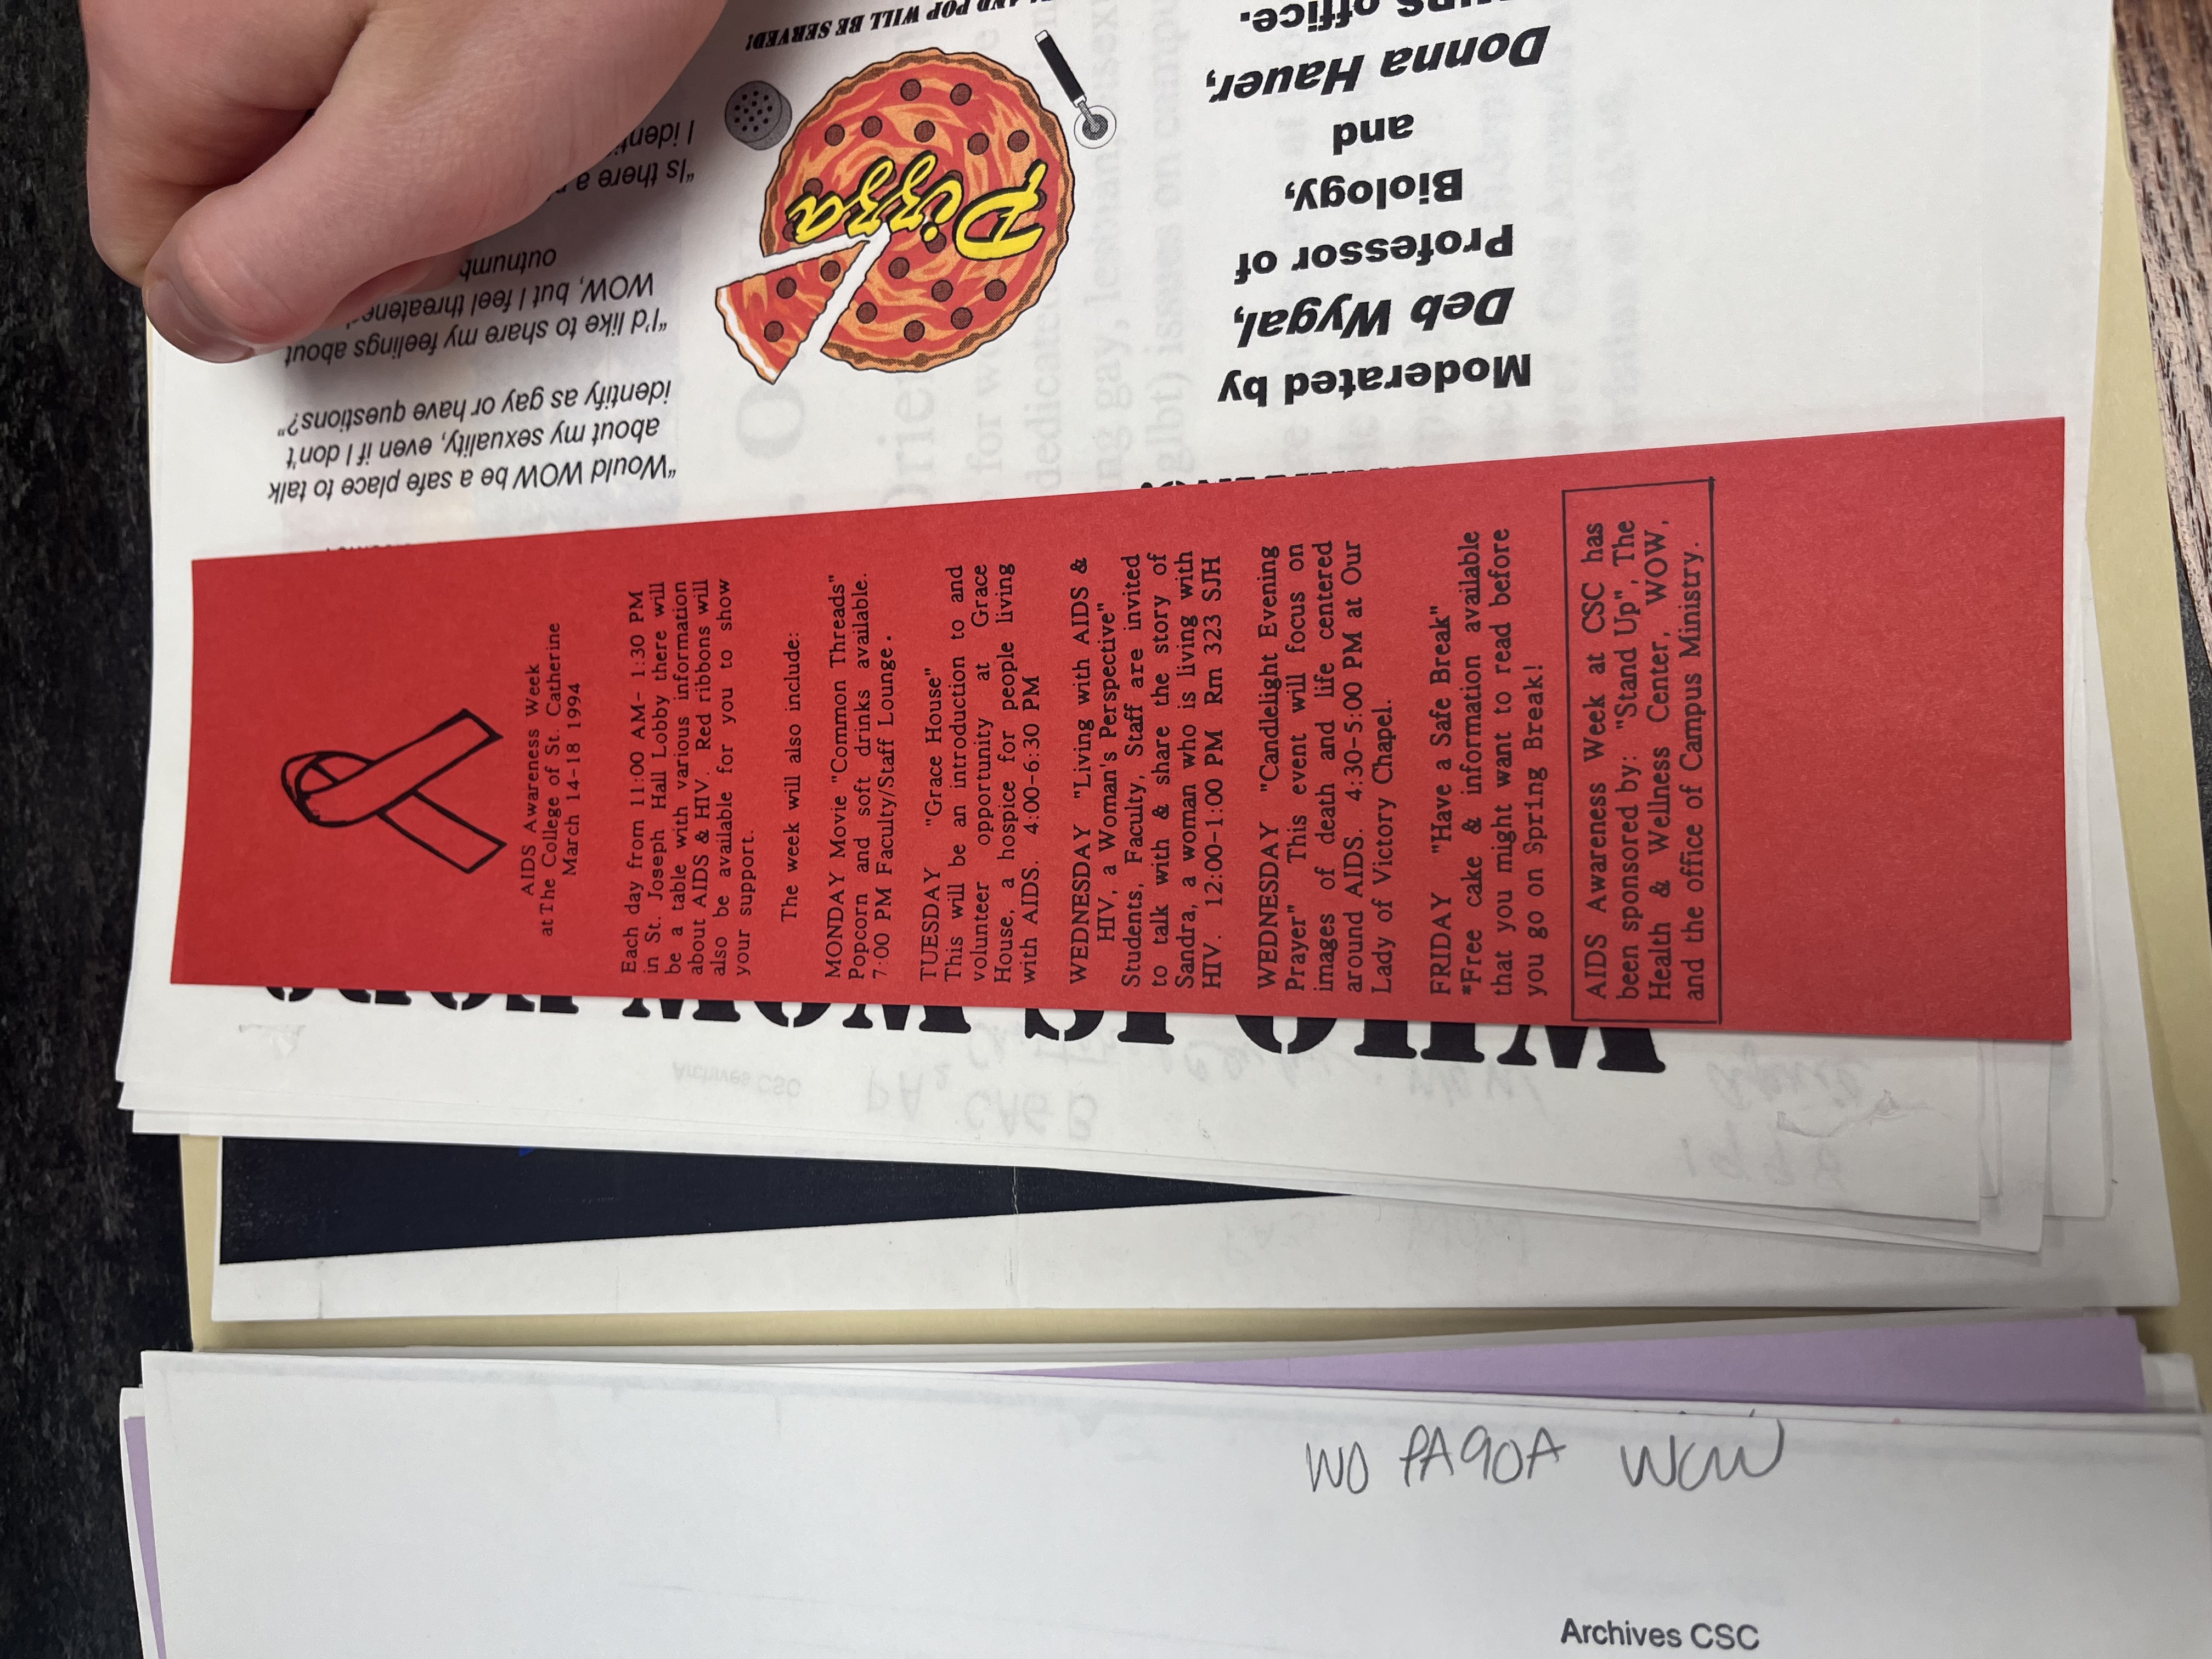 AIDS Awareness Week
at The College of St. Catherine
March 14-18 1994
Each day from 11:00 AM- 1:30 PM
in St. Joseph Hall Lobby there will
be a table with various information
about AIDS & HIV. Red ribbons will
also be available for you to show
your support.
The week will also include:
MONDAY Movie "Common Threads"
Popcorn and soft drinks available.
7:00 PM Faculty/Staff Lounge.
TUESDAY "Grace House"
This will be an introduction to and
volunteer opportunity at Grace
House, a hospice for people living
with AIDS. 4:00-6:30 PM
WEDNESDAY "Living with AIDS &
HIV, a Woman's Perspective"
Students, Faculty, Staff are invited
to talk with & share the story of
Sandra, a woman who is living with
HIV. 12:00-1:00 PM Rm 323 SJH
WEDNESDAY "Candlelight Evening
Prayer" This event will focus on
images of death and life centered
around AIDS. 4:30-5:00 PM at Our
Lady of Victory Chapel.
FRIDAY "Have a Safe Break"
*Free cake & information available
that you might want to read before
you go on Spring Break!
AIDS Awareness Week at CSC has
been sponsored by: "Stand Up", The
Health & Wellness Center, WOW,
and the office of Campus Ministry.
"Would WOW be a safe place to talk
about my sexuality, even if I don't
identify as gay or have questions?"
"I'd like to share my feelings about
WOW, but I feel threatened
"Is there a
Pizza
AND POP WILL BE SERVED!
Moderated by
Deb Wygal,
Professor of
Biology,
and
Donna Hauer,
office.
WHO IS WOW
Archives CSC